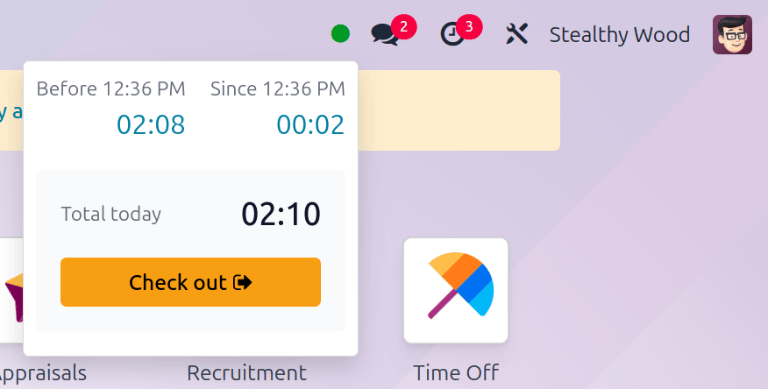 2 3 Stealthy Wood
Before 12:36 PM Since 12:36 PM
02:08 00:02
Total today 02:10
Check out
Recruitment Time Off